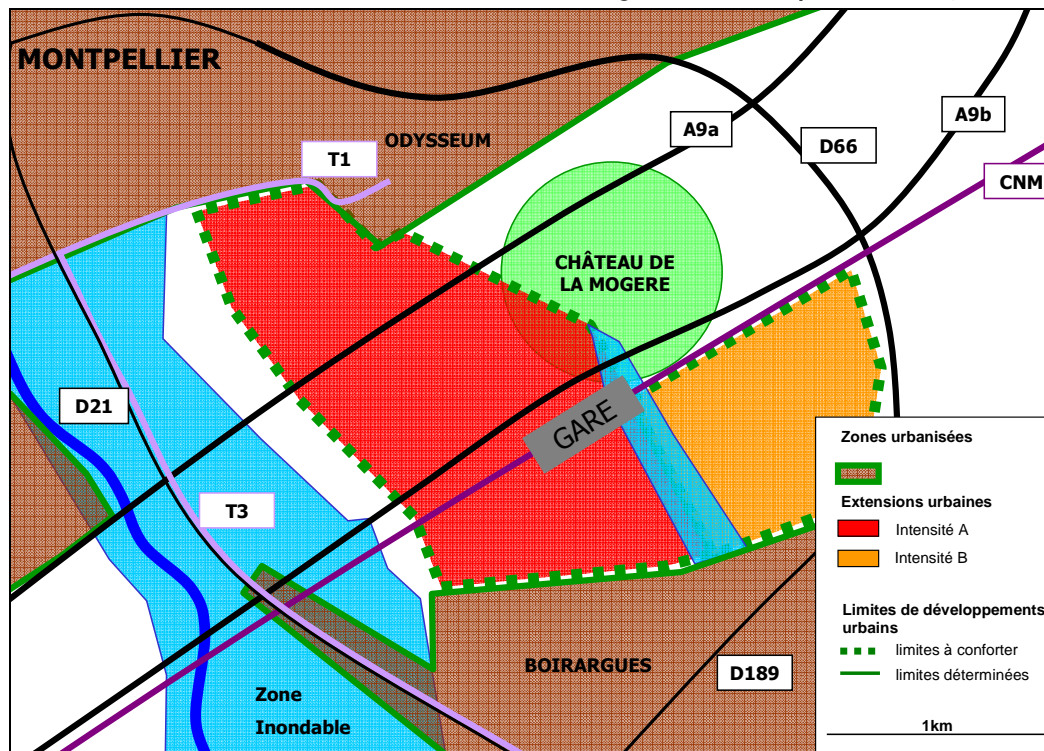 MONTPELLIER
ODYSSEUM
T1
A9a
A9b
D66
CNM
CHÂTEAU DE
LA MOGERE
D21
GARE
T3
BOIRARGUES
D189
Zone
Inondable
Zones urbanisées
Extensions urbaines
Intensité A
Intensité B
Limites de développements
urbains
limites à conforter
limites déterminées
1km